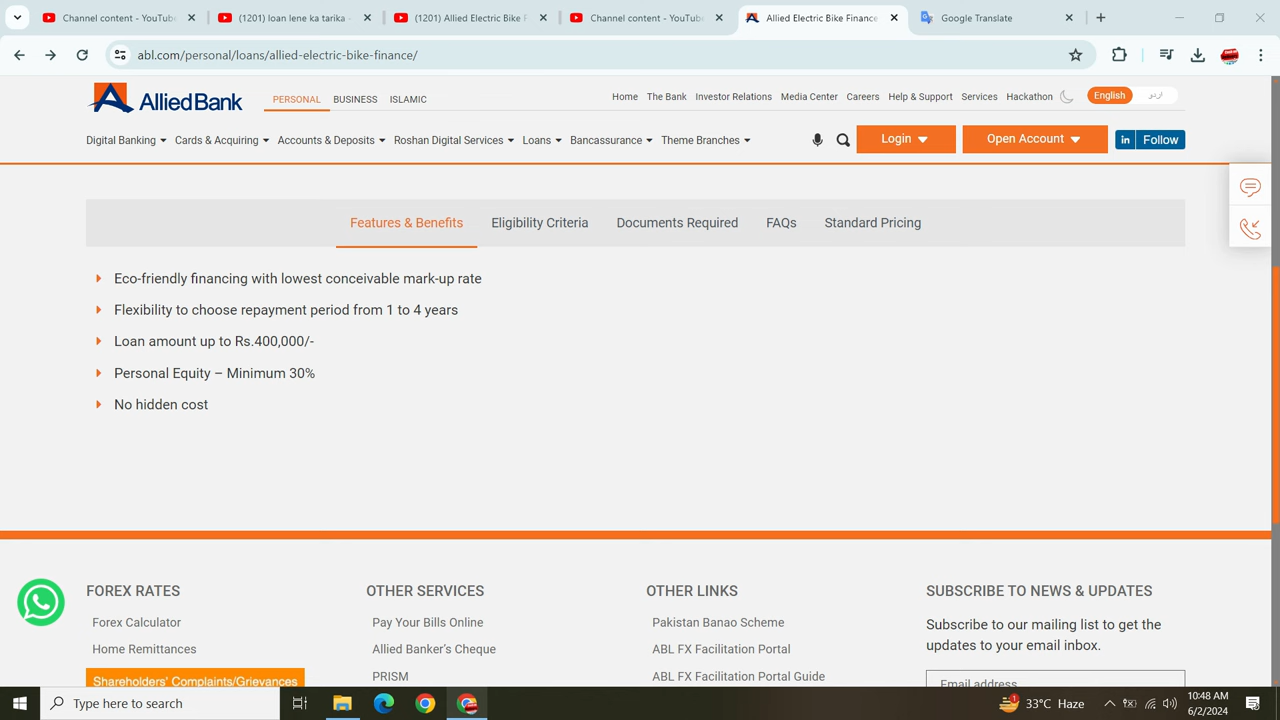 Channel content - YouTube
(1201) loan lene ka tarika -
(1201) Allied Electric Bike F
Channel content - YouTube
Allied Electric Bike Finance
Google Translate
abl.com/personal/loans/allied-electric-bike-finance/
Allied Bank
PERSONAL BUSINESS ISLAMIC
Home The Bank Investor Relations Media Center Careers Help & Support Services Hackathon
English اردو
Digital Banking Cards & Acquiring Accounts & Deposits Roshan Digital Services Loans Bancassurance Theme Branches
Login Open Account in Follow
Features & Benefits Eligibility Criteria Documents Required FAQs Standard Pricing
Eco-friendly financing with lowest conceivable mark-up rate
Flexibility to choose repayment period from 1 to 4 years
Loan amount up to Rs.400,000/-
Personal Equity – Minimum 30%
No hidden cost
FOREX RATES
Forex Calculator
Home Remittances
Shareholders' Complaints/Grievances
OTHER SERVICES
Pay Your Bills Online
Allied Banker's Cheque
PRISM
OTHER LINKS
Pakistan Banao Scheme
ABL FX Facilitation Portal
ABL FX Facilitation Portal Guide
SUBSCRIBE TO NEWS & UPDATES
Subscribe to our mailing list to get the
updates to your email inbox.
Email address
Type here to search
1
33°C Haze
10:48 AM
6/2/2024